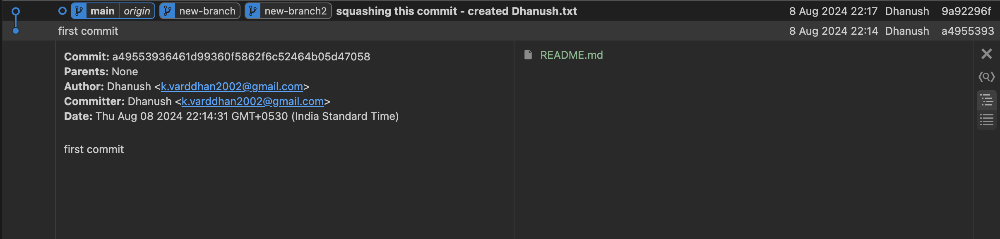 main origin new-branch new-branch2 squashing this commit - created Dhanush.txt 8 Aug 2024 22:17 Dhanush 9a92296f
first commit 8 Aug 2024 22:14 Dhanush a4955393
Commit: a49553936461d99360f5862f6c52464b05d47058
Parents: None
Author: Dhanush <k.varddhan2002@gmail.com>
Committer: Dhanush <k.varddhan2002@gmail.com>
Date: Thu Aug 08 2024 22:14:31 GMT+0530 (India Standard Time)
first commit
README.md